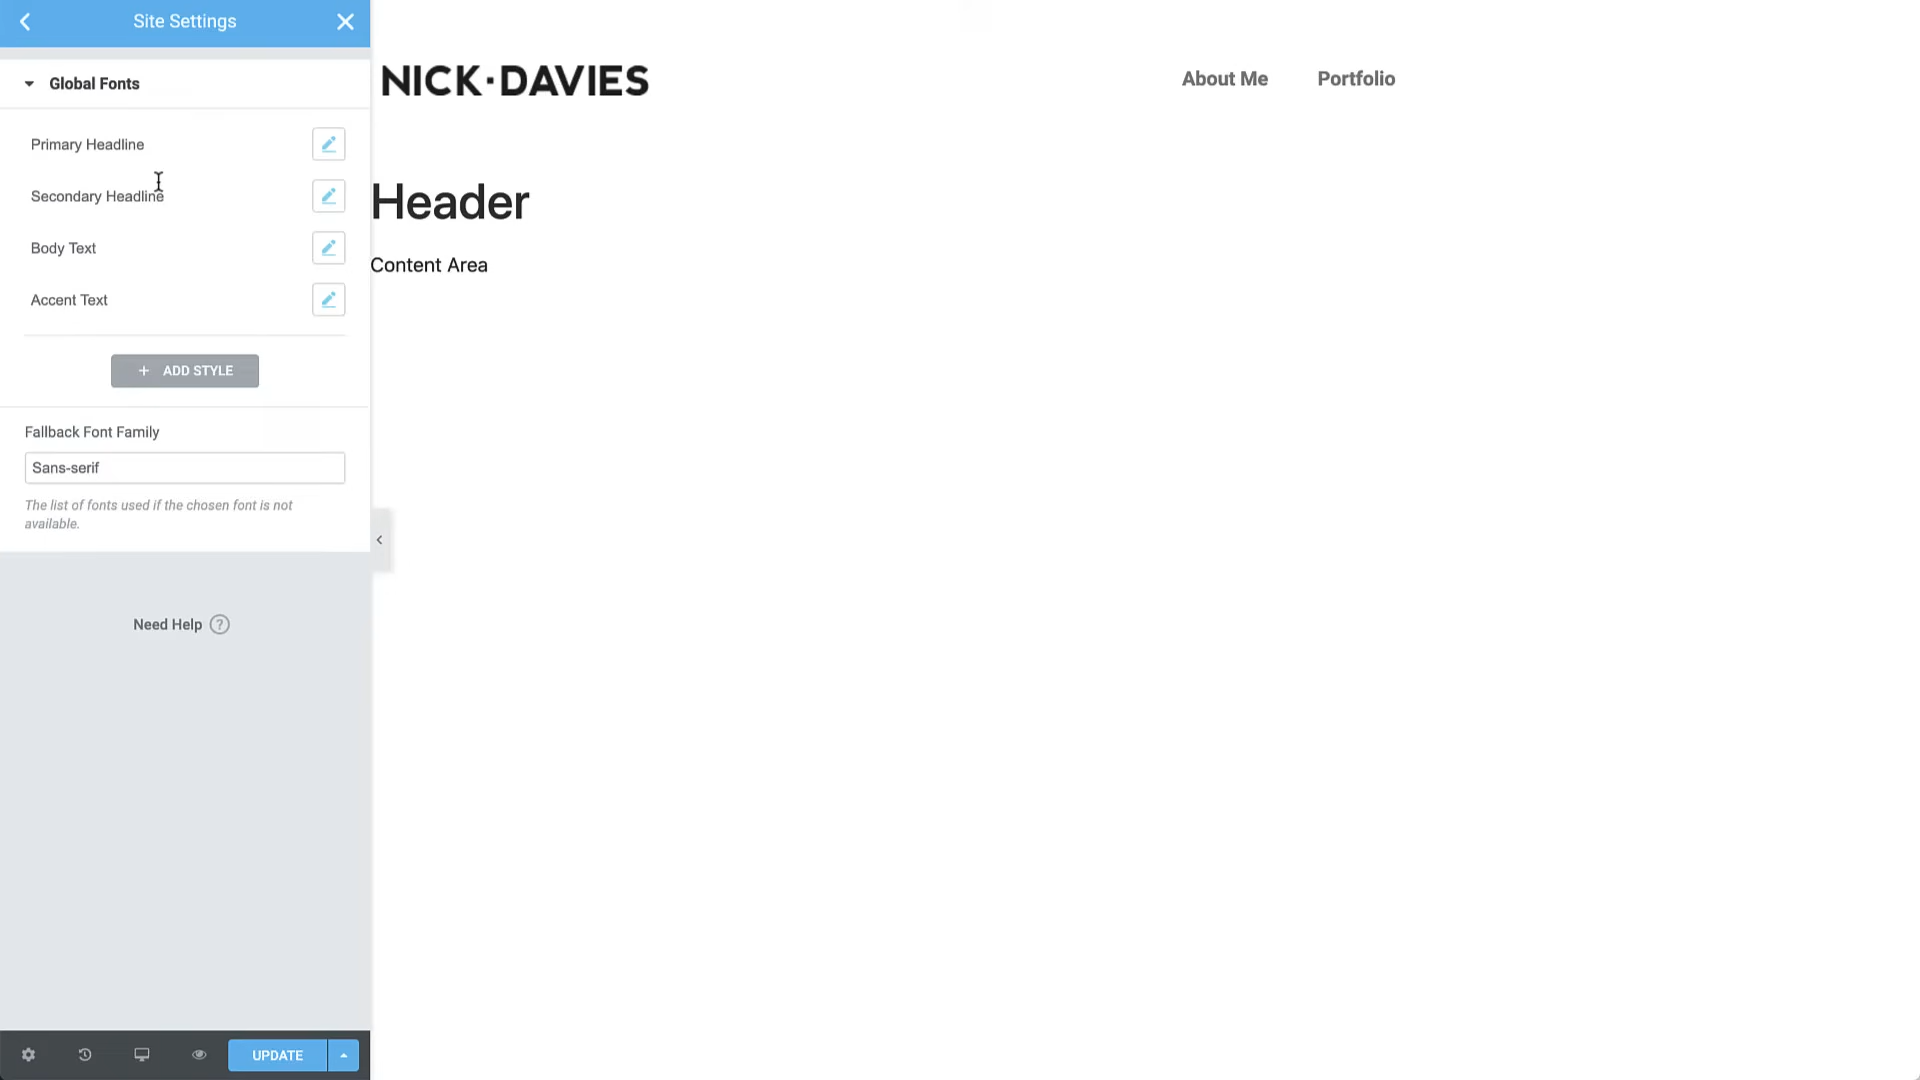 Site Settings
Global Fonts
Primary Headline
Secondary Headline
Body Text
Accent Text
+ ADD STYLE
Fallback Font Family
Sans-serif
The list of fonts used if the chosen font is not
available.
Need Help ?
UPDATE
NICK·DAVIES
About Me
Portfolio
Header
Content Area